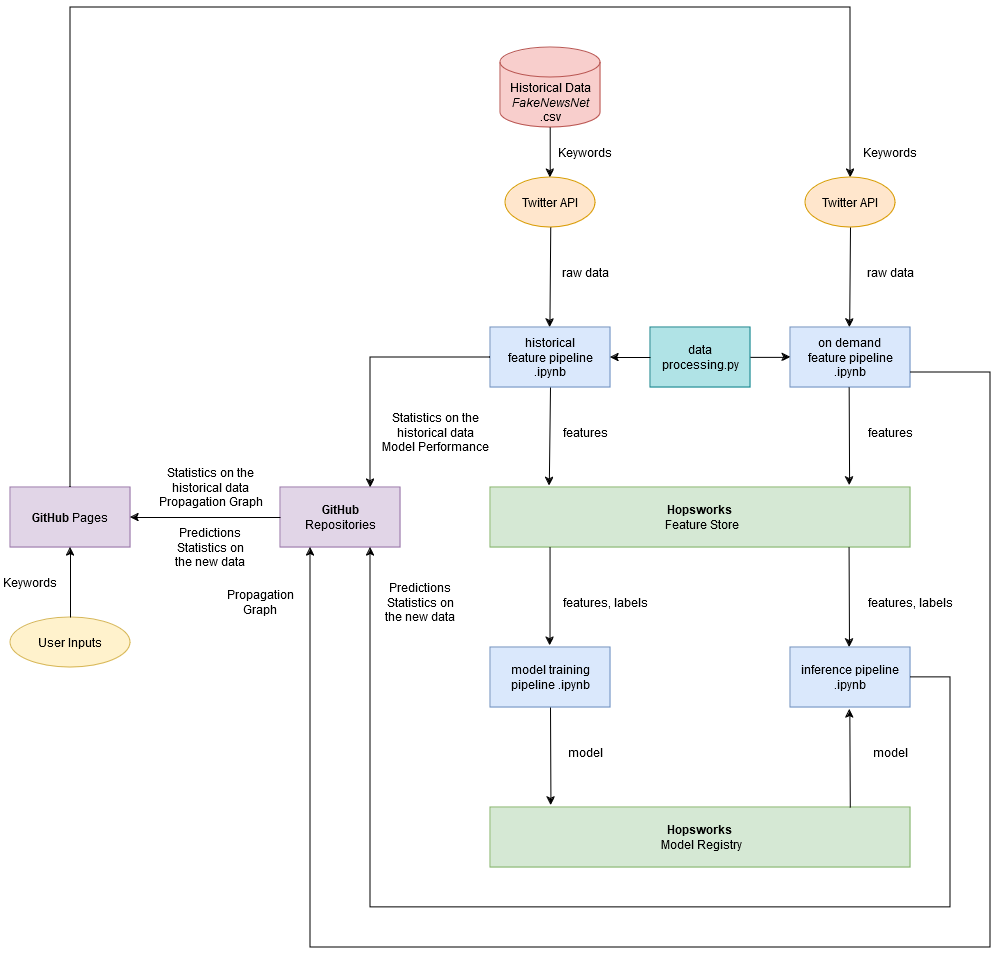 Historical Data
FakeNewsNet
.csv
Keywords
Keywords
Twitter API
Twitter API
raw data
raw data
historical
feature pipeline
.ipynb
data
processing.py
on demand
feature pipeline
.ipynb
Statistics on the
historical data
Model Performance
features
features
Statistics on the
historical data
Propagation Graph
GitHub Pages
GitHub
Repositories
Hopsworks
Feature Store
Predictions
Statistics on
the new data
Keywords
Propagation
Graph
Predictions
Statistics on
the new data
features, labels
features, labels
User Inputs
model training
pipeline .ipynb
inference pipeline
.ipynb
model
model
Hopsworks
Model Registry